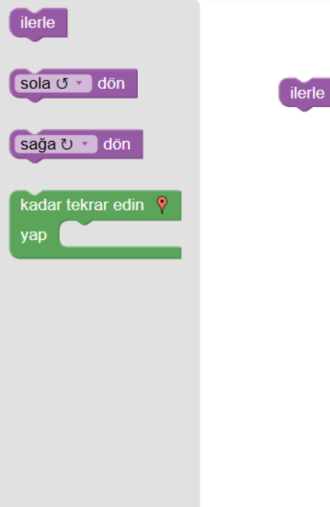 ilerle
sola ↺ dön
ilerle
sağa ↻ dön
kadar tekrar edin
yap